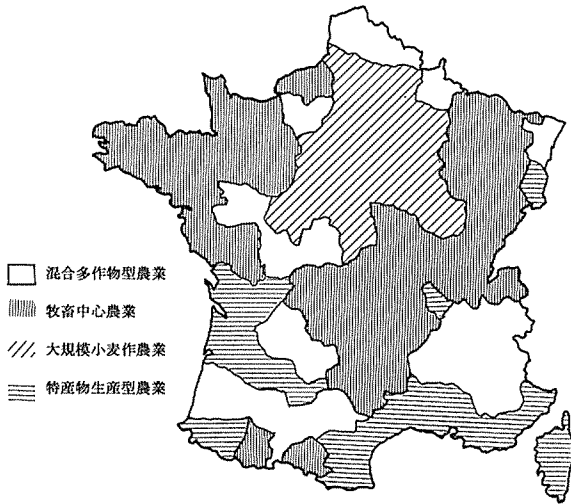 混合多作物型農業
牧畜中心農業
大規模小麦作農業
特産物生産型農業